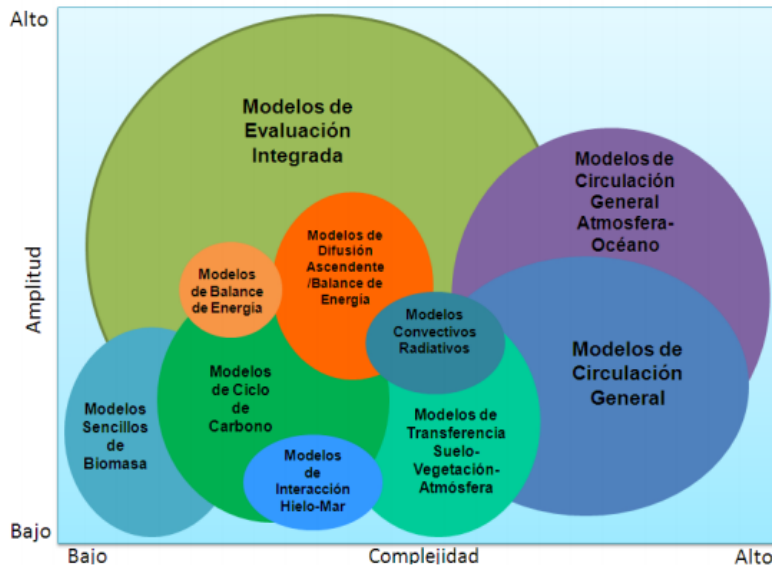 Alto
Modelos de
Evaluación
Integrada
Modelos de
Circulación
General
Atmosfera-
Océano
Modelos de
Difusión
Ascendente
/Balance de
Energía
Modelos
de Balance
de Energía
Amplitud
Modelos
Convectivos
Radiativos
Modelos de
Circulación
General
Modelos
de Ciclo
de
Carbono
Modelos
Sencillos
de
Biomasa
Modelos de
Transferencia
Suelo-
Vegetación-
Atmósfera
Modelos
de
Interacción
Hielo-Mar
Bajo
Bajo
Complejidad
Alto